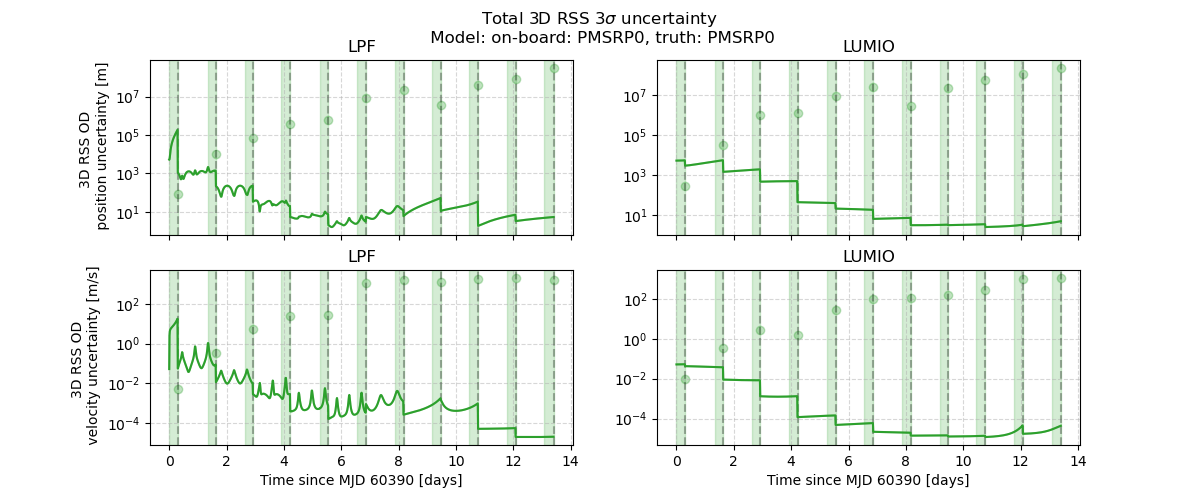 Total 3D RSS 3σ uncertainty
Model: on-board: PMSRP0, truth: PMSRP0
LPF
LUMIO
3D RSS OD
position uncertainty [m]
10^7
10^5
10^3
10^1
10^7
10^5
10^3
10^1
LPF
LUMIO
3D RSS OD
velocity uncertainty [m/s]
10^2
10^0
10^−2
10^−4
10^2
10^0
10^−2
10^−4
0 2 4 6 8 10 12 14
0 2 4 6 8 10 12 14
Time since MJD 60390 [days]
Time since MJD 60390 [days]